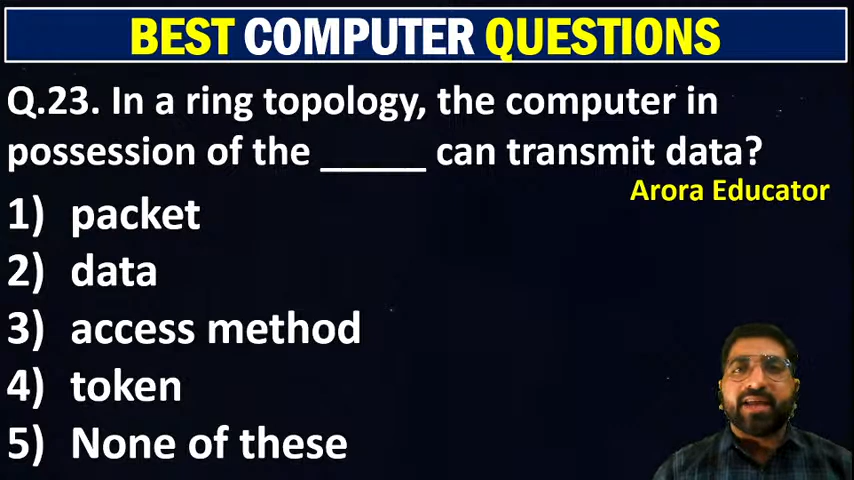 BEST COMPUTER QUESTIONS
Q.23. In a ring topology, the computer in
possession of the _____ can transmit data?
Arora Educator
1) packet
2) data
3) access method
4) token
5) None of these